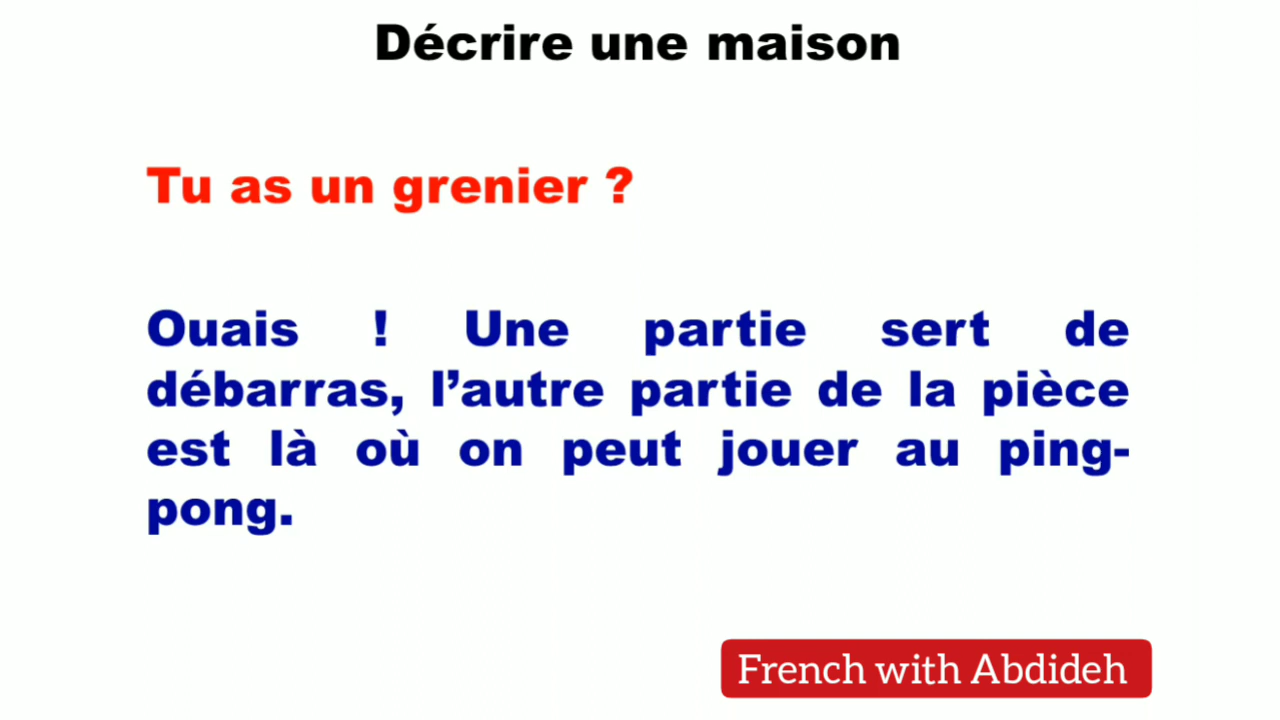 Décrire une maison
Tu as un grenier ?
Ouais ! Une partie sert de
débarras, l’autre partie de la pièce
est là où on peut jouer au ping-
pong.
French with Abdideh